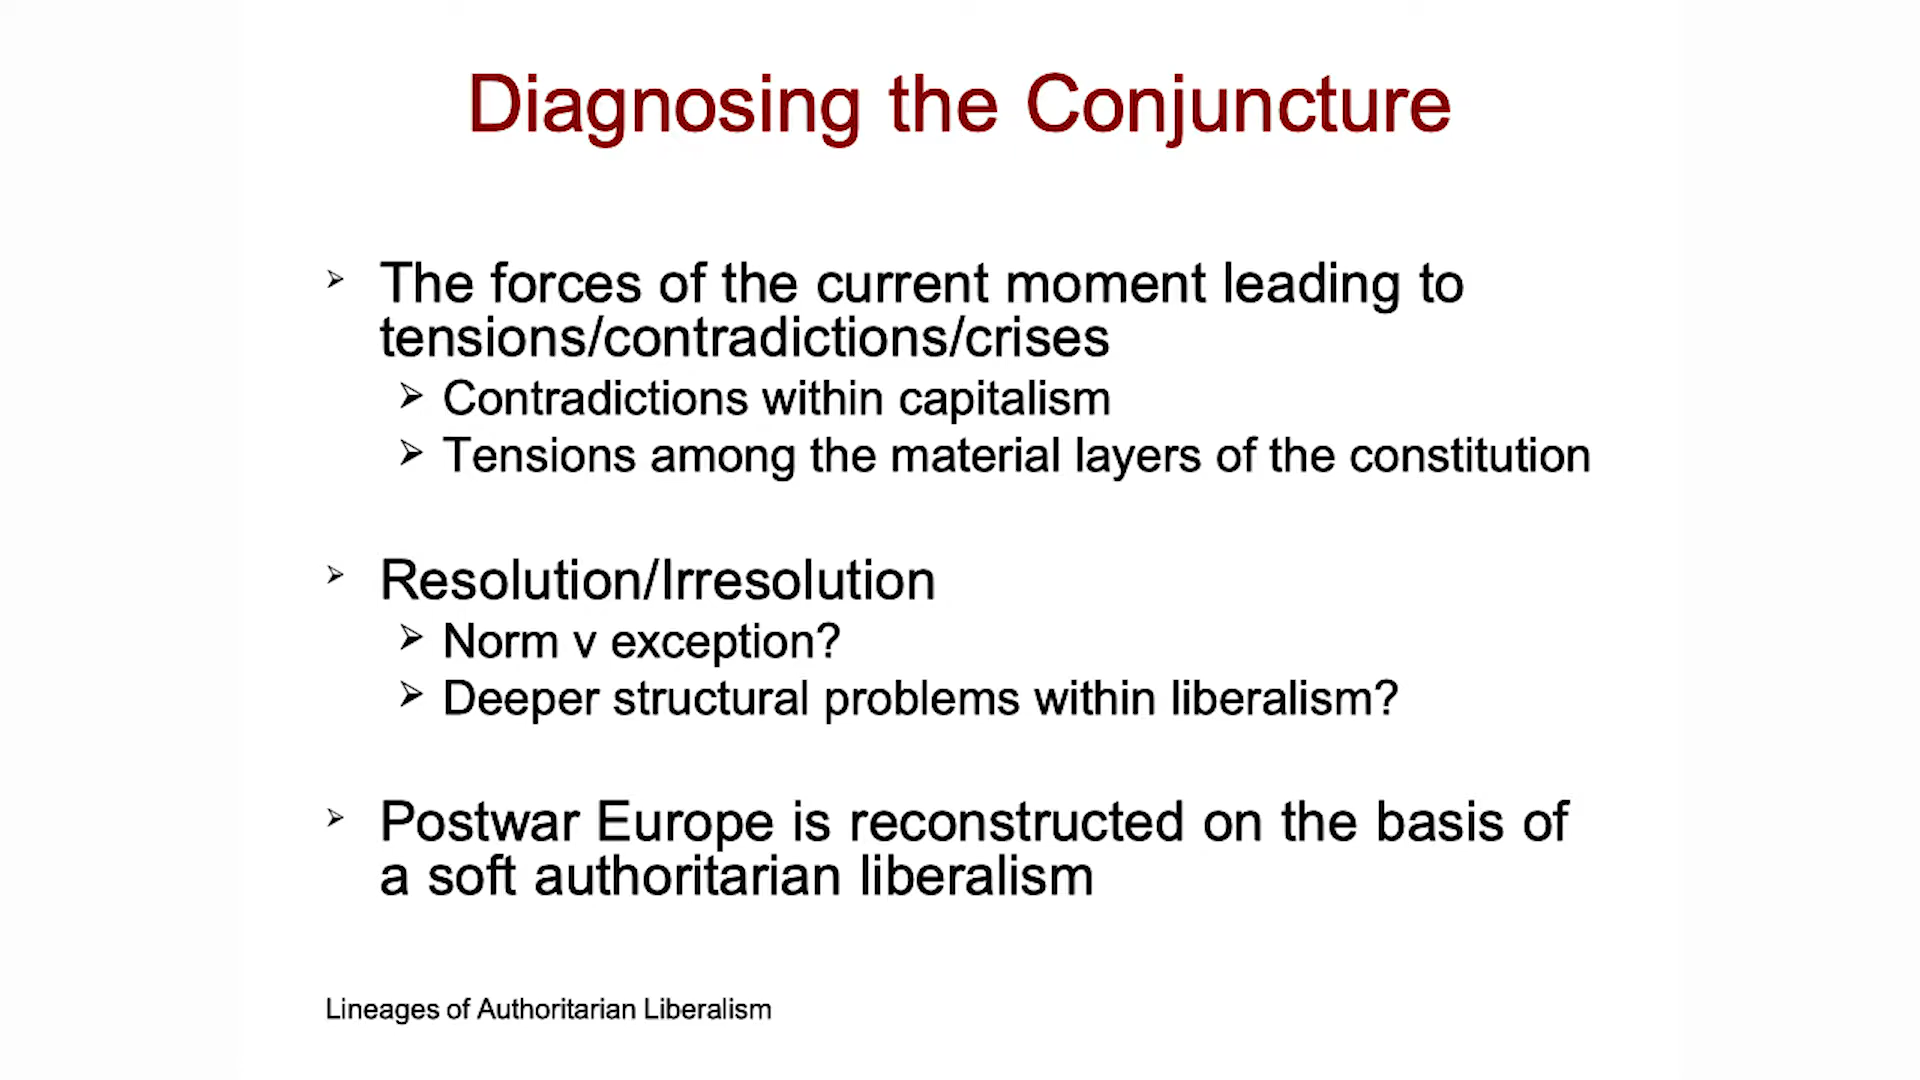 Diagnosing the Conjuncture
➢ The forces of the current moment leading to
tensions/contradictions/crises
➢ Contradictions within capitalism
➢ Tensions among the material layers of the constitution
➢ Resolution/Irresolution
➢ Norm v exception?
➢ Deeper structural problems within liberalism?
➢ Postwar Europe is reconstructed on the basis of
a soft authoritarian liberalism
Lineages of Authoritarian Liberalism